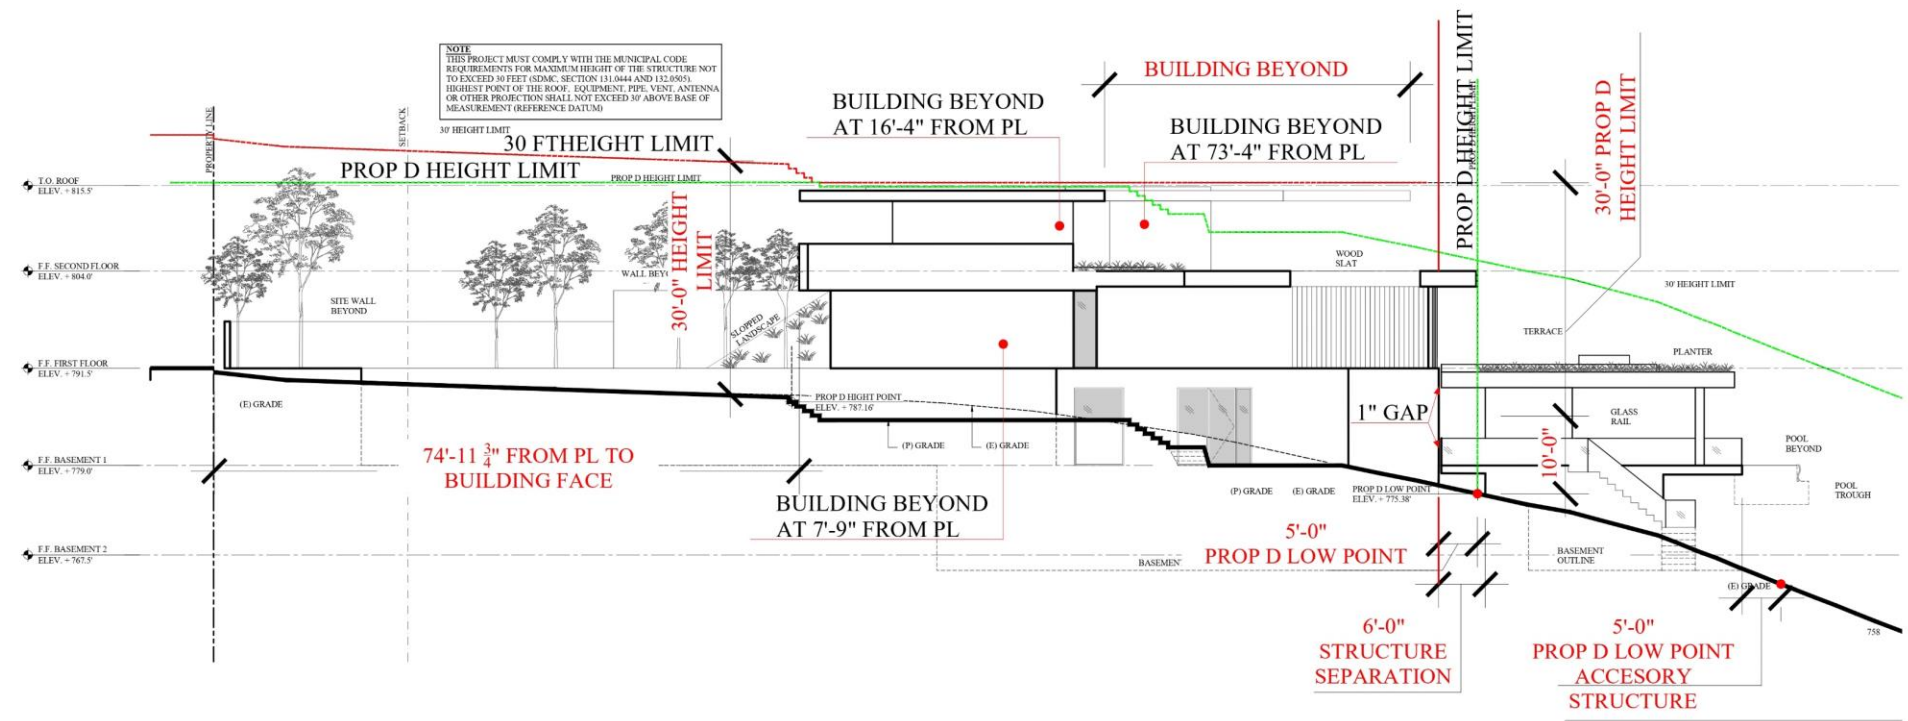 NOTE
THIS PROJECT MUST COMPLY WITH THE MUNICIPAL CODE
REQUIREMENTS FOR MAXIMUM HEIGHT OF THE STRUCTURE NOT
TO EXCEED 30 FEET (SDMC, SECTION 131.0444 AND 132.0505).
HIGHEST POINT OF THE ROOF, EQUIPMENT, PIPE, VENT, ANTENNA
OR OTHER PROJECTION SHALL NOT EXCEED 30' ABOVE BASE OF
MEASUREMENT (REFERENCE DATUM)
PROPERTY LINE
SETBACK
30' HEIGHT LIMIT
30 FTHEIGHT LIMIT
PROP D HEIGHT LIMIT
PROP D HEIGHT LIMIT
BUILDING BEYOND
AT 16'-4" FROM PL
BUILDING BEYOND
BUILDING BEYOND
AT 73'-4" FROM PL
PROP D HEIGHT LIMIT
PROP D HEIGHT LIMIT
30'-0" PROP D
HEIGHT LIMIT
T.O. ROOF
ELEV. + 815.5'
F.F. SECOND FLOOR
ELEV. + 804.0'
F.F. FIRST FLOOR
ELEV. + 791.5'
F.F. BASEMENT 1
ELEV. + 779.0'
F.F. BASEMENT 2
ELEV. + 767.5'
SITE WALL
BEYOND
WALL BEY
30'-0" HEIGHT
LIMIT
SLOPPED
LANDSCAPE
WOOD
SLAT
30' HEIGHT LIMIT
TERRACE
PLANTER
(E) GRADE
PROP D HIGHT POINT
ELEV. + 787.16'
(P) GRADE
(E) GRADE
1" GAP
GLASS
RAIL
10'-0"
POOL
BEYOND
POOL
TROUGH
74'-11 3/4" FROM PL TO
BUILDING FACE
BUILDING BEYOND
AT 7'-9" FROM PL
(P) GRADE
(E) GRADE
PROP D LOW POINT
ELEV. + 775.38'
5'-0"
PROP D LOW POINT
BASEMEN
BASEMENT
OUTLINE
(E) GRADE
6'-0"
STRUCTURE
SEPARATION
5'-0"
PROP D LOW POINT
ACCESORY
STRUCTURE
758